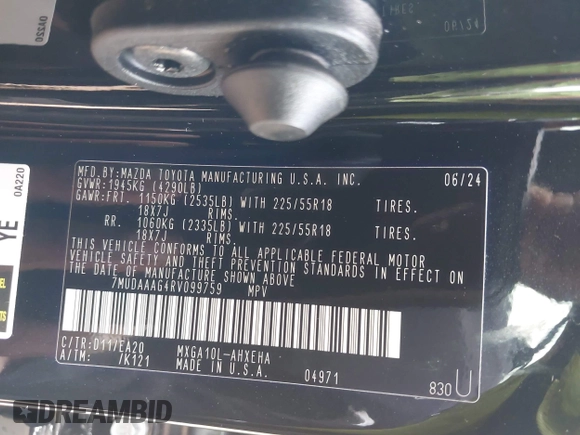 04320
0A154
0A220
YE
MFD.BY:MAZDA TOYOTA MANUFACTURING U.S.A. INC. 06/24
GVWR:1945KG (4290LB)
GAWR:FRT. 1150KG (2535LB) WITH 225/55R18 TIRES.
18X7J RIMS.
RR. 1060KG (2335LB) WITH 225/55R18 TIRES.
18X7J RIMS.
THIS VEHICLE CONFORMS TO ALL APPLICABLE FEDERAL MOTOR
VEHICLE SAFETY AND THEFT PREVENTION STANDARDS IN EFFECT ON
THE DATE OF MANUFACTURE SHOWN ABOVE
7MUDAAAG4RV099759 MPV
C/TR:011/EA20 MXGA10L-AHXEHA
A/TM: /K121 MADE IN U.S.A. 04971
830 U
DREAMBID